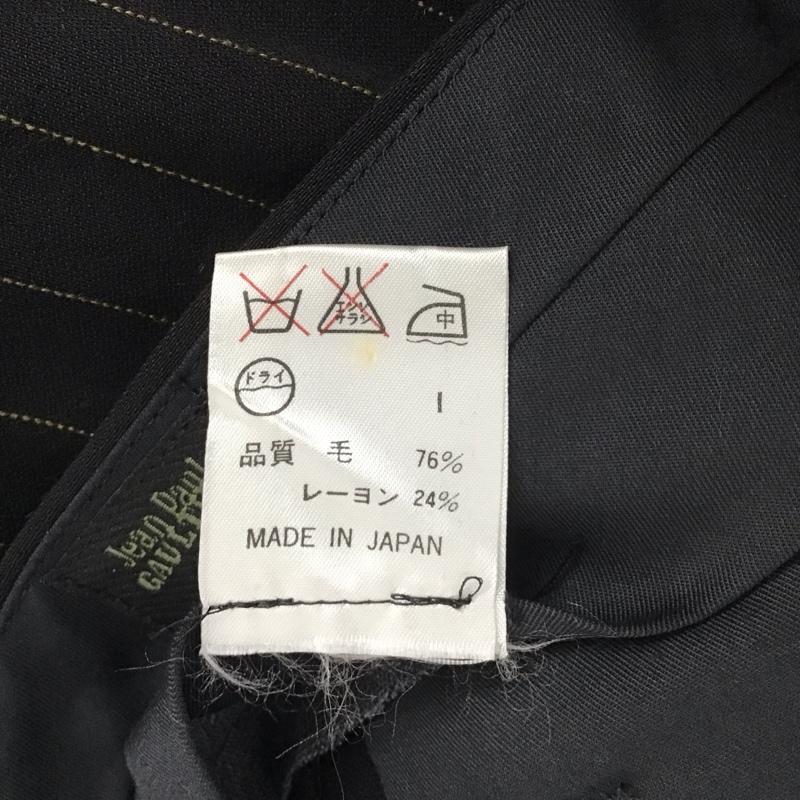 エンソ
サラシ
中
ドライ
I
品質 毛 76%
レーヨン 24%
MADE IN JAPAN
Jean Paul
GAULT